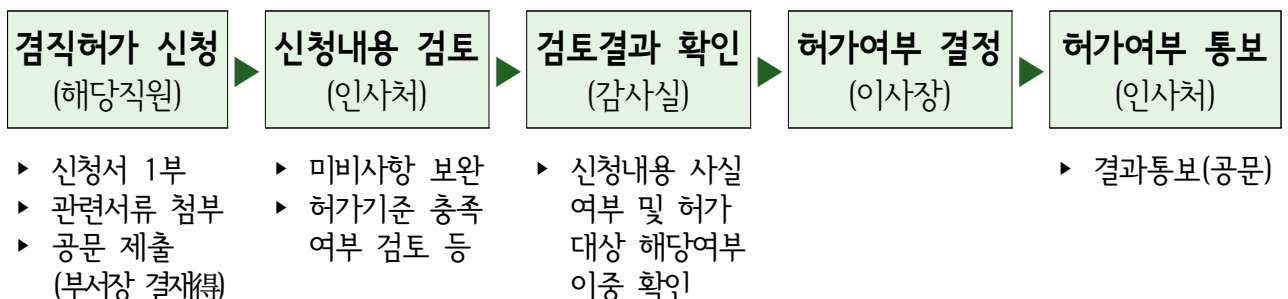 겸직허가 신청
(해당직원)
신청내용 검토
(인사처)
검토결과 확인
(감사실)
허가여부 결정
(이사장)
허가여부 통보
(인사처)
▸ 신청서 1부
▸ 관련서류 첨부
▸ 공문 제출
(부서장 결재得)
▸ 미비사항 보완
▸ 허가기준 충족
여부 검토 등
▸ 신청내용 사실
여부 및 허가
대상 해당여부
이중 확인
▸ 결과통보(공문)